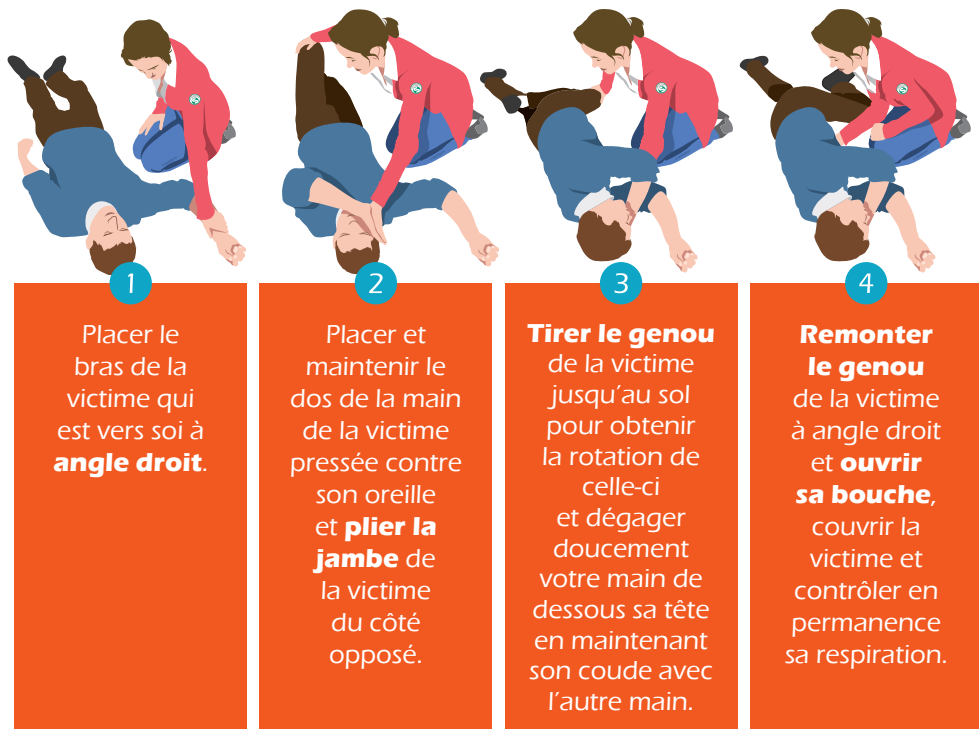 1
Placer le
bras de la
victime qui
est vers soi à
angle droit.
2
Placer et
maintenir le
dos de la main
de la victime
pressée contre
son oreille
et plier la
jambe de
la victime
du côté
opposé.
3
Tirer le genou
de la victime
jusqu'au sol
pour obtenir
la rotation de
celle-ci
et dégager
doucement
votre main de
dessous sa tête
en maintenant
son coude avec
l'autre main.
4
Remonter
le genou
de la victime
à angle droit
et ouvrir
sa bouche,
couvrir la
victime et
contrôler en
permanence
sa respiration.